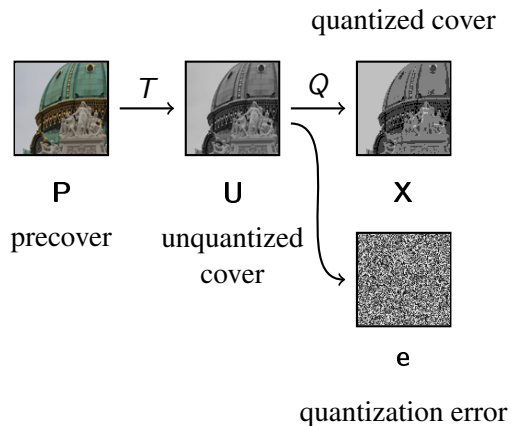 quantized cover
T
Q
P
U
X
precover
unquantized
cover
e
quantization error